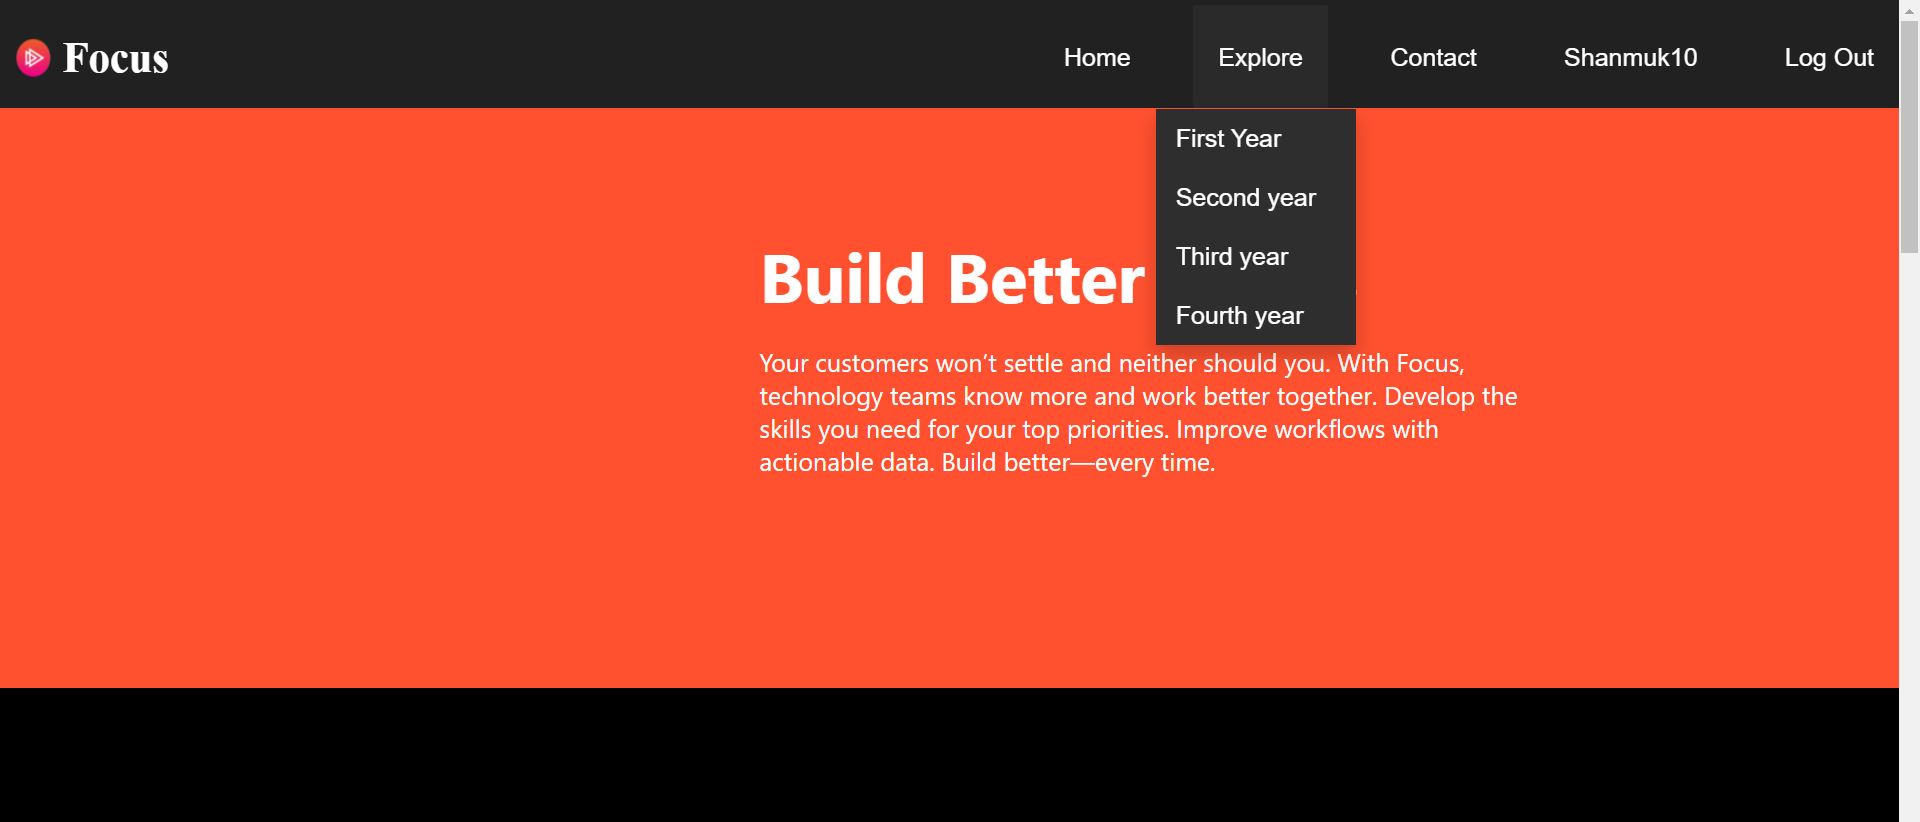 Focus
Home Explore Contact Shanmuk10 Log Out
First Year
Second year
Third year
Fourth year
Build Better
Your customers won’t settle and neither should you. With Focus,
technology teams know more and work better together. Develop the
skills you need for your top priorities. Improve workflows with
actionable data. Build better—every time.